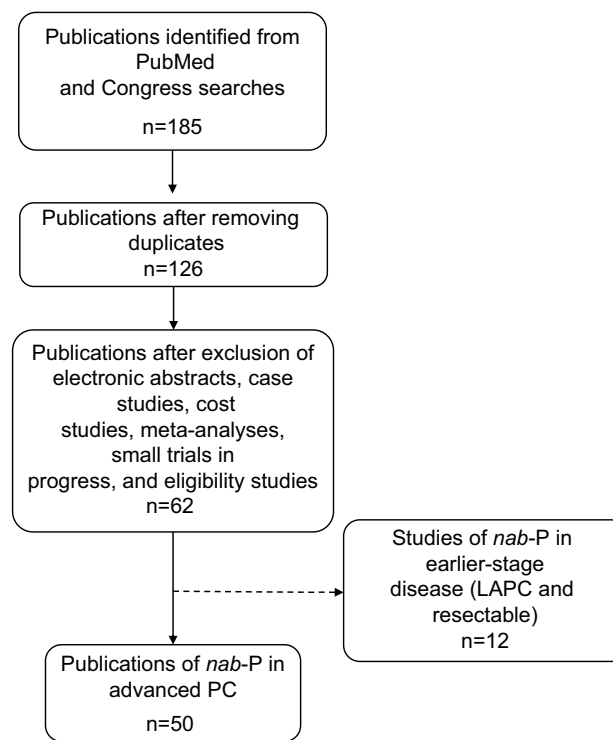 Publications identified from
PubMed
and Congress searches
n=185
Publications after removing
duplicates
n=126
Publications after exclusion of
electronic abstracts, case
studies, cost
studies, meta-analyses,
small trials in
progress, and eligibility studies
n=62
Studies of nab-P in
earlier-stage
disease (LAPC and
resectable)
n=12
Publications of nab-P in
advanced PC
n=50